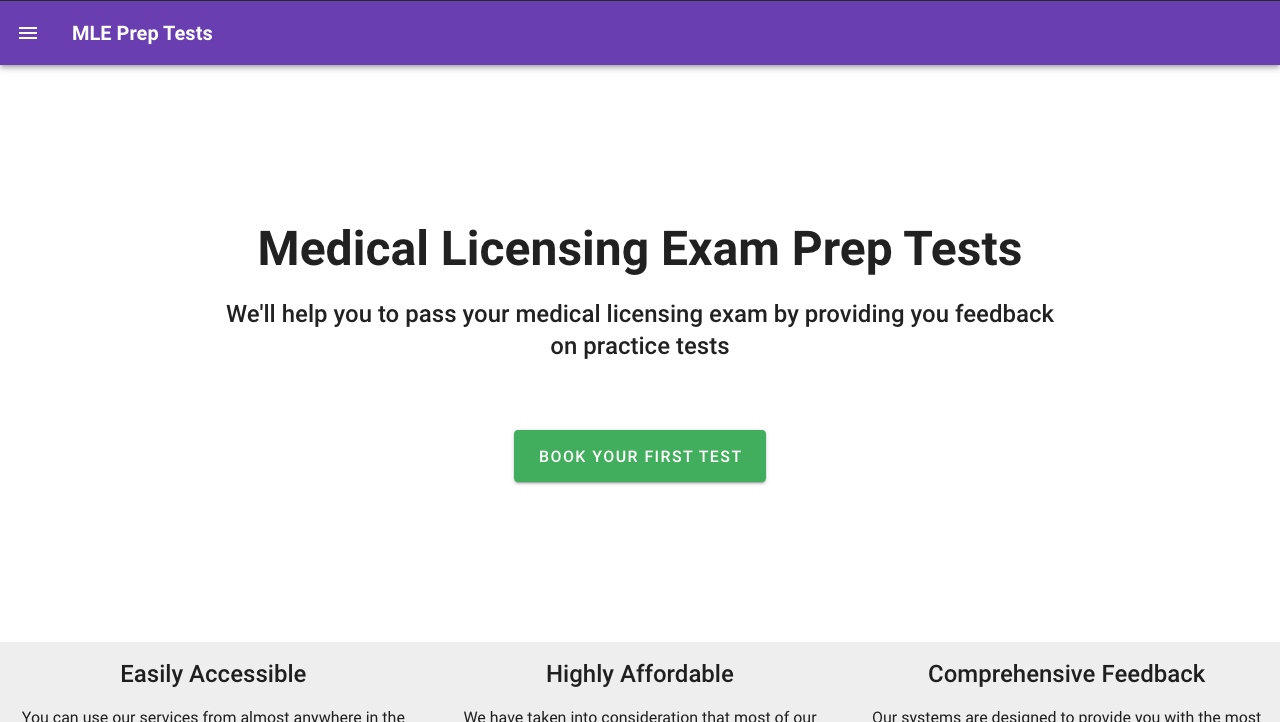 MLE Prep Tests
Medical Licensing Exam Prep Tests
We'll help you to pass your medical licensing exam by providing you feedback
on practice tests
BOOK YOUR FIRST TEST
Easily Accessible
Highly Affordable
Comprehensive Feedback
You can use our services from almost anywhere in the
We have taken into consideration that most of our
Our systems are designed to provide you with the most